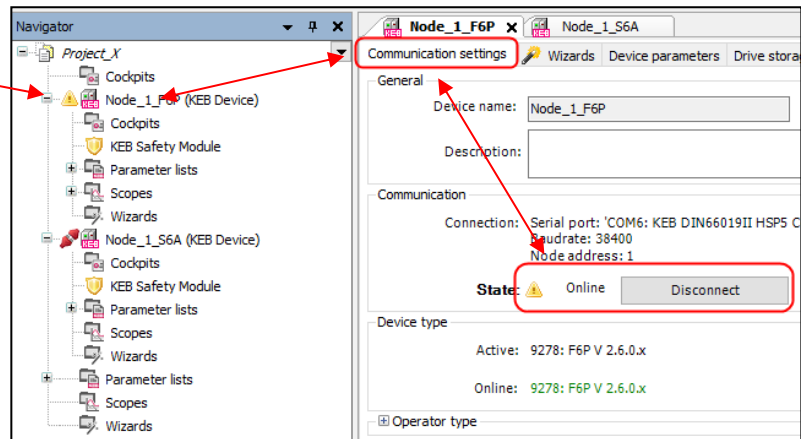 Navigator
Project_X
Cockpits
Node_1_F6P (KEB Device)
Cockpits
KEB Safety Module
Parameter lists
Scopes
Wizards
Node_1_S6A (KEB Device)
Cockpits
KEB Safety Module
Parameter lists
Scopes
Wizards
Parameter lists
Scopes
Wizards
Node_1_F6P Node_1_S6A
Communication settings Wizards Device parameters Drive stora
General
Device name: Node_1_F6P
Description:
Communication
Connection: Serial port: 'COM6: KEB DIN66019II HSP5 C
Baudrate: 38400
Node address: 1
State: Online Disconnect
Device type
Active: 9278: F6P V 2.6.0.x
Online: 9278: F6P V 2.6.0.x
Operator type